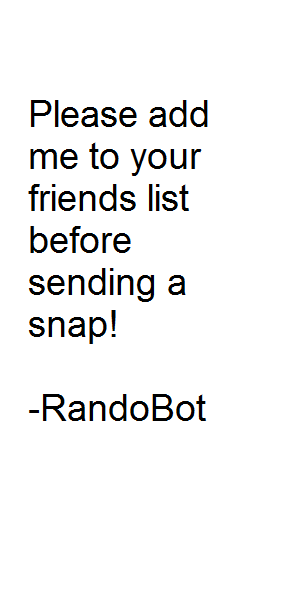 Please add
me to your
friends list
before
sending a
snap!
-RandoBot